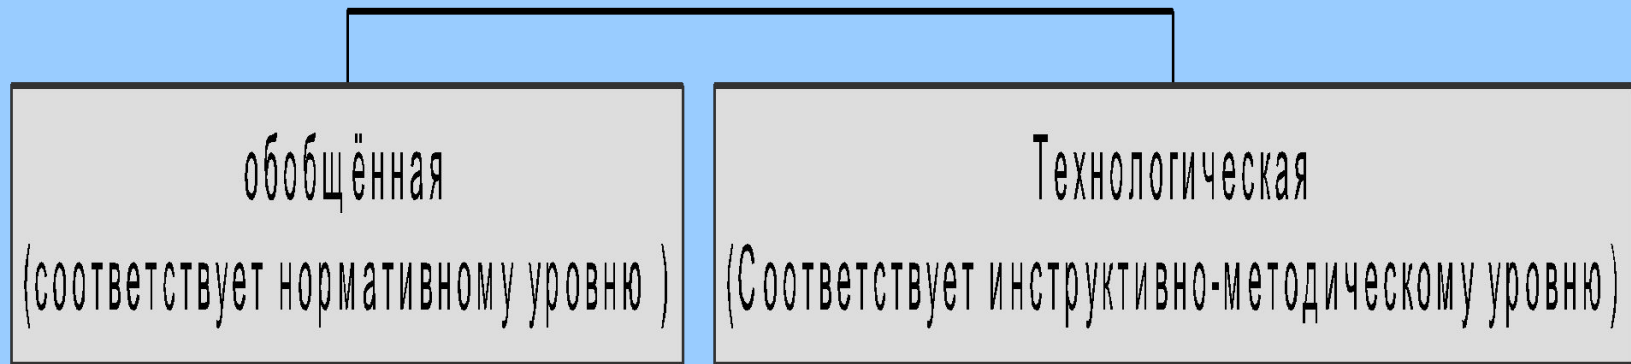 обобщённая
(соответствует нормативному уровню )
Технологическая
(Соответствует инструктивно-методическому уровню)